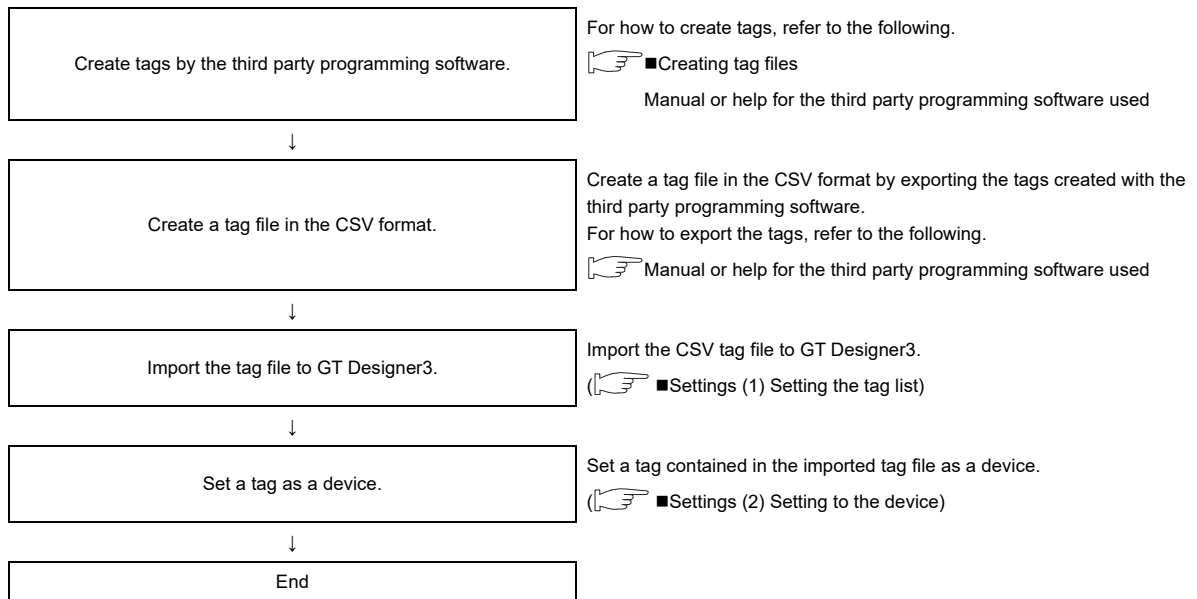 For how to create tags, refer to the following.
Create tags by the third party programming software.
■Creating tag files
Manual or help for the third party programming software used
↓
Create a tag file in the CSV format by exporting the tags created with the
third party programming software.
Create a tag file in the CSV format.
For how to export the tags, refer to the following.
Manual or help for the third party programming software used
↓
Import the tag file to GT Designer3.
Import the CSV tag file to GT Designer3.
( ■Settings (1) Setting the tag list)
↓
Set a tag as a device.
Set a tag contained in the imported tag file as a device.
( ■Settings (2) Setting to the device)
↓
End